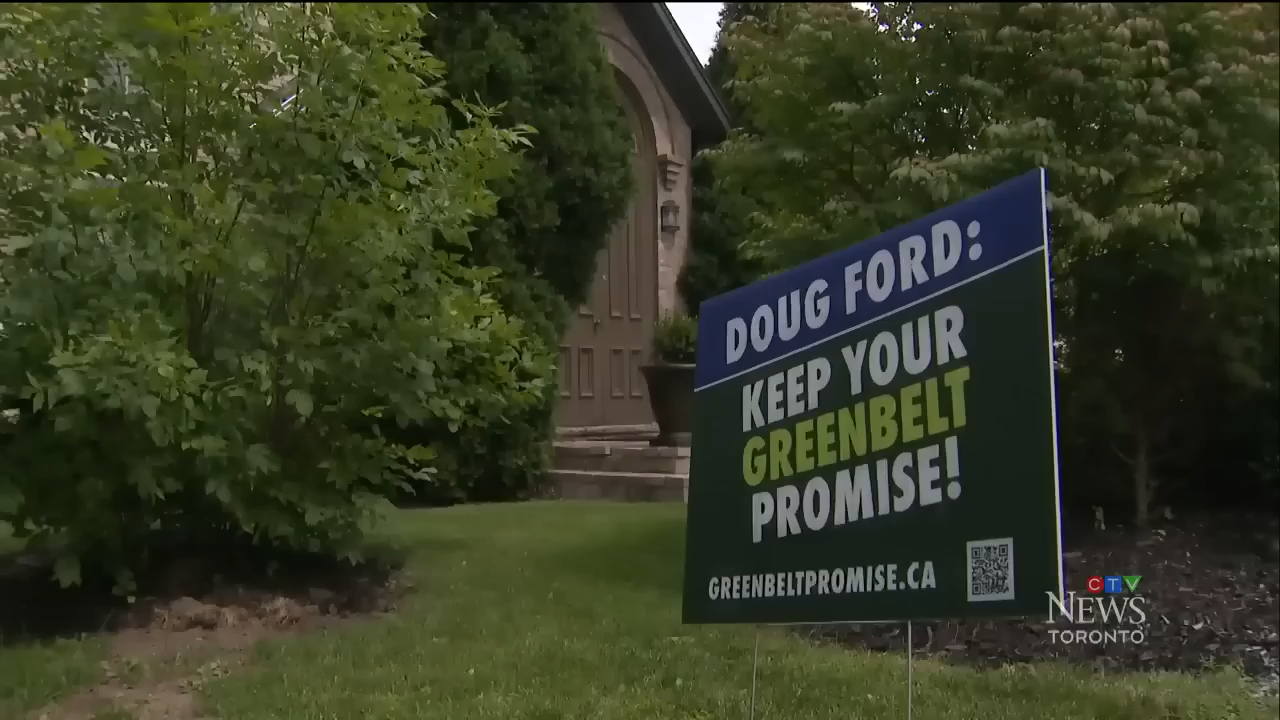 DOUG FORD:
KEEP YOUR
GREENBELT
PROMISE!
GREENBELTPROMISE.CA
CTV
NEWS
TORONTO